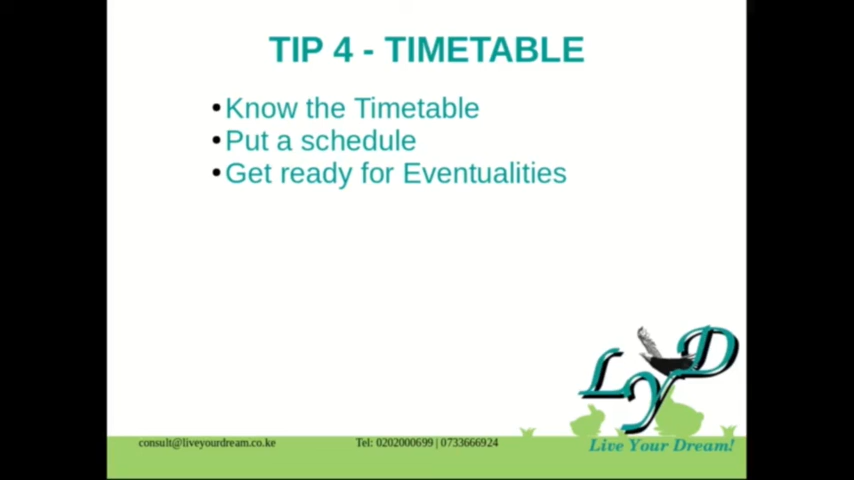 TIP 4 - TIMETABLE
•Know the Timetable
•Put a schedule
•Get ready for Eventualities
LYD
consult@liveyourdream.co.ke Tel: 0202000699 | 0733666924 Live Your Dream!